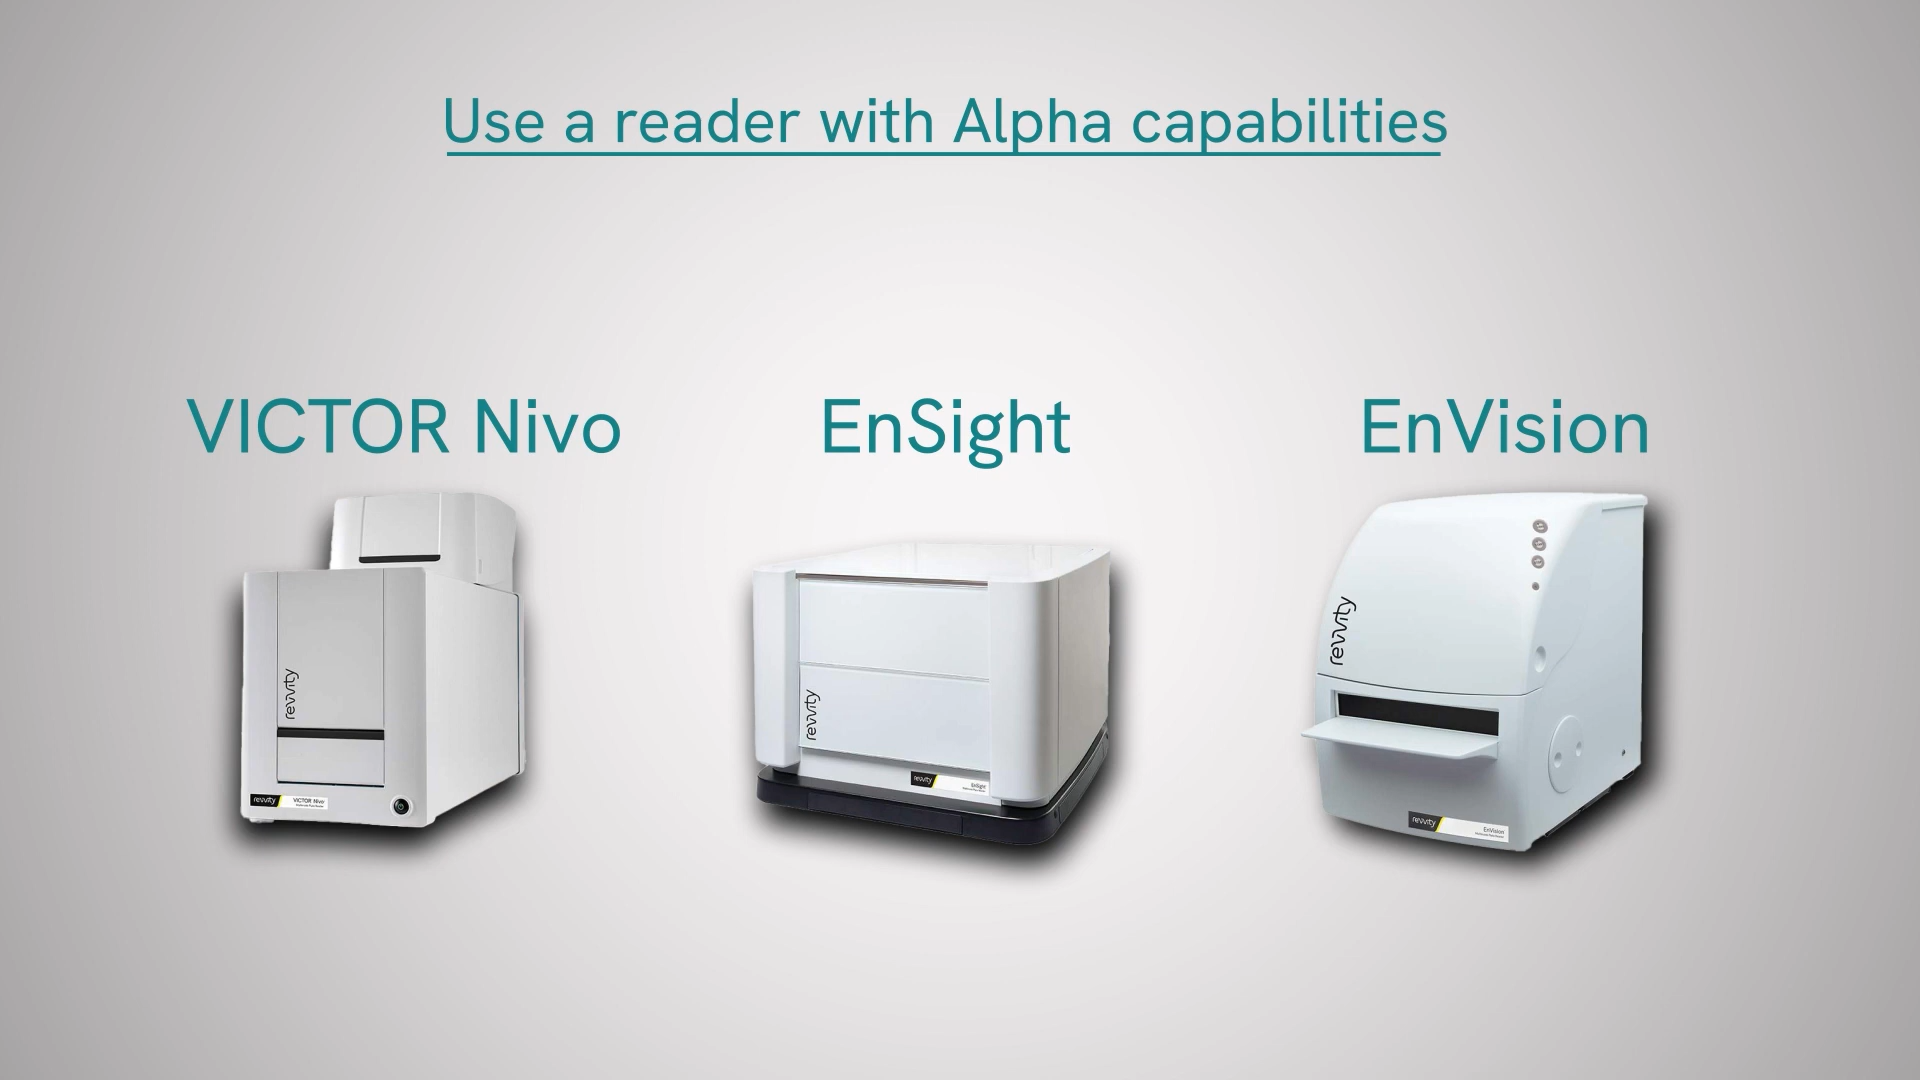 Use a reader with Alpha capabilities
VICTOR Nivo
EnSight
EnVision
revvity
revvity
revvity
revvity
VICTOR Nivo
revvity
EnSight
revvity
EnVision